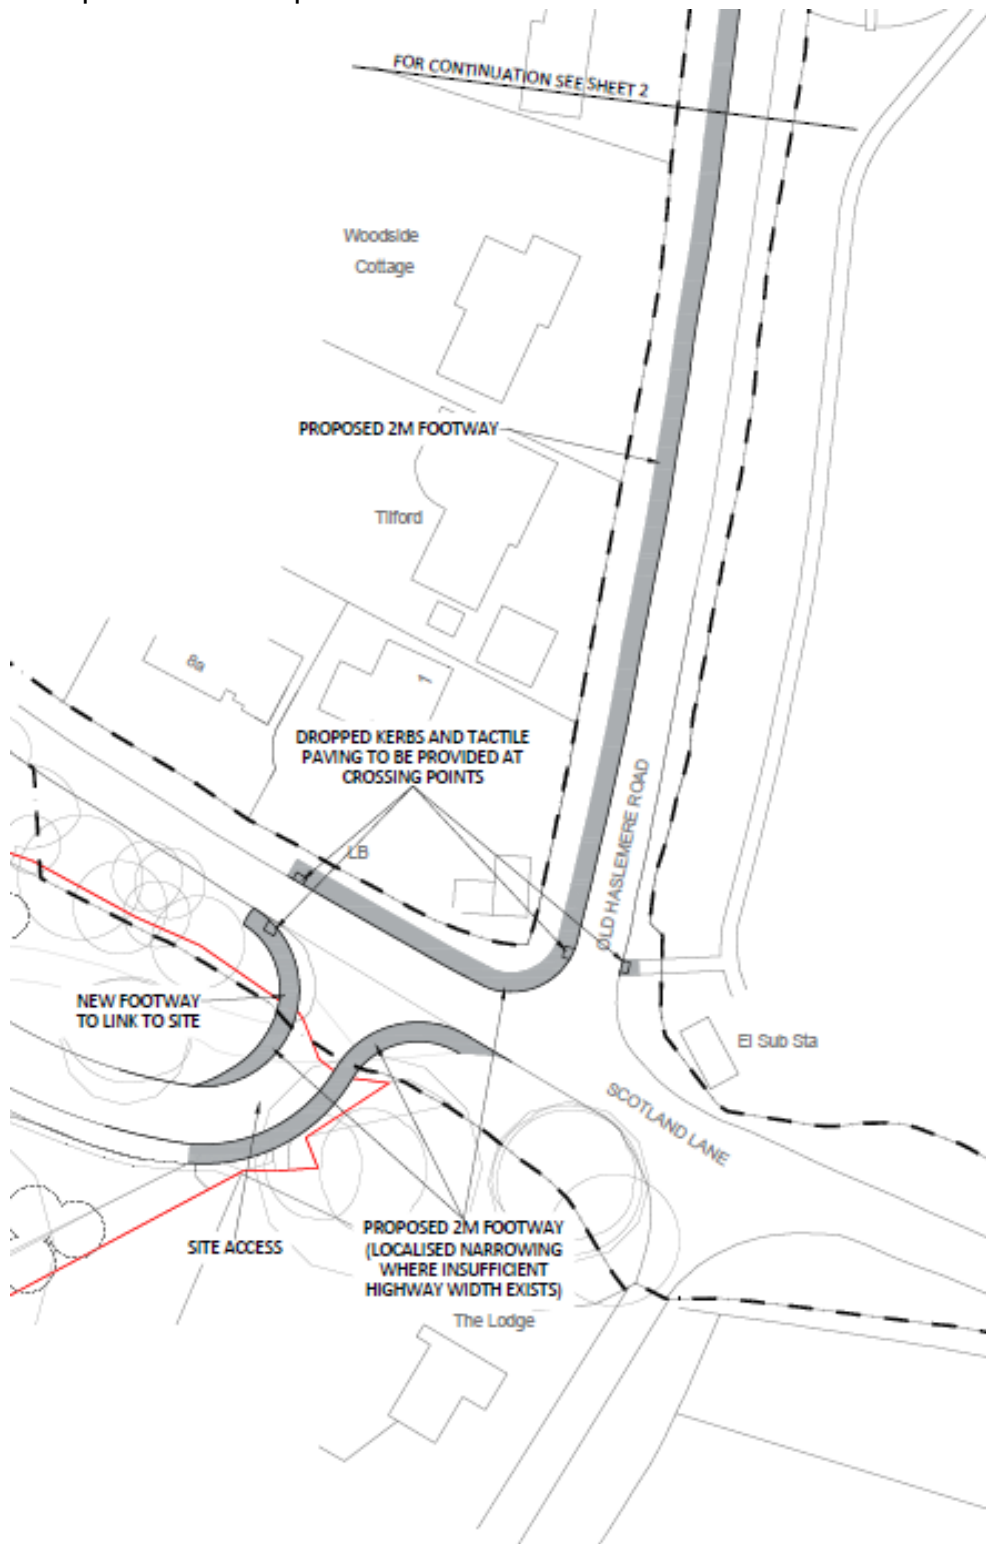 FOR CONTINUATION SEE SHEET 2
Woodside
Cottage
PROPOSED 2M FOOTWAY
Tilford
8a
1
DROPPED KERBS AND TACTILE
PAVING TO BE PROVIDED AT
CROSSING POINTS
OLD HASLEMERE ROAD
LB
NEW FOOTWAY
TO LINK TO SITE
El Sub Sta
SCOTLAND LANE
SITE ACCESS
PROPOSED 2M FOOTWAY
(LOCALISED NARROWING
WHERE INSUFFICIENT
HIGHWAY WIDTH EXISTS)
The Lodge